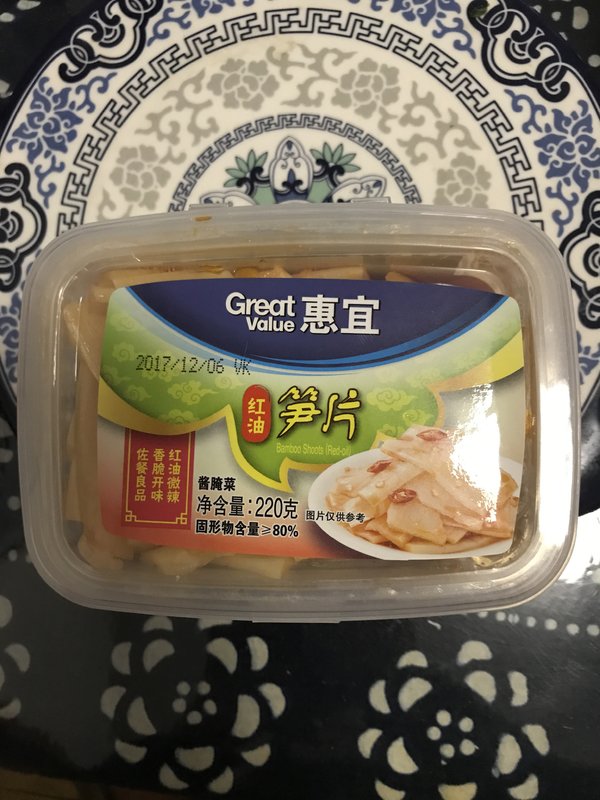 Great Value 惠宜
2017/12/06 VK
红油 笋片
Bamboo Shoots (Red-oil)
红油微辣
香脆开味
佐餐良品
酱腌菜
净含量:220克
固形物含量≥80%
图片仅供参考